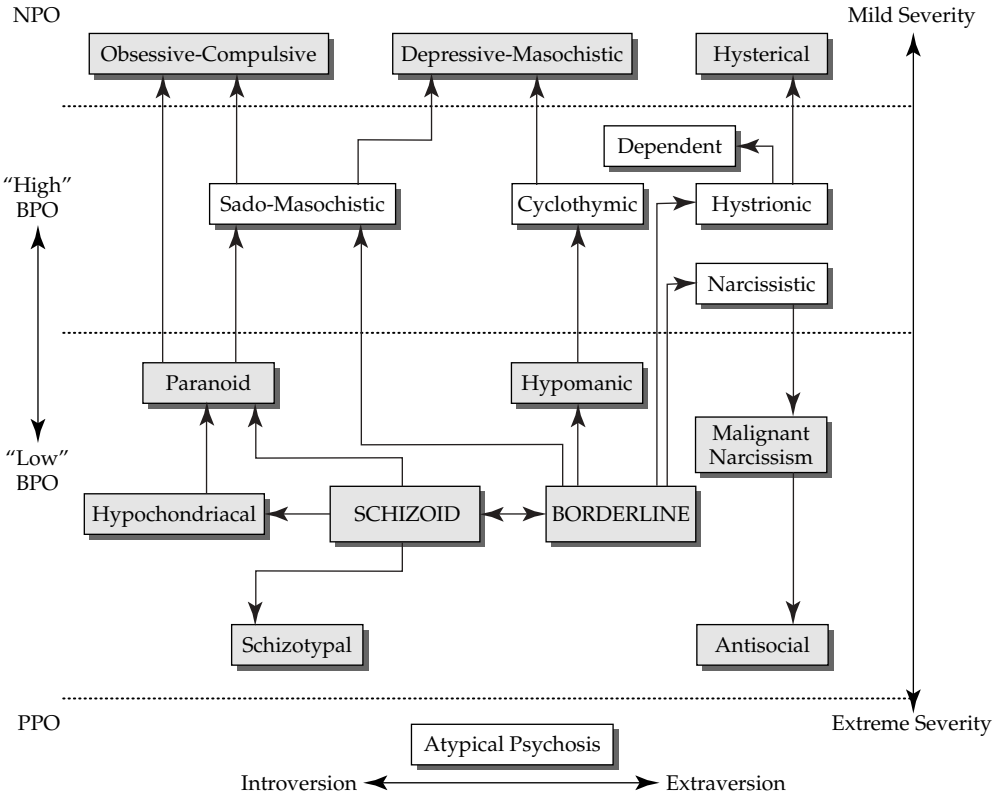 NPO
Mild Severity
Obsessive-Compulsive
Depressive-Masochistic
Hysterical
Dependent
“High”
BPO
Sado-Masochistic
Cyclothymic
Hystrionic
Narcissistic
Paranoid
Hypomanic
Malignant
Narcissism
“Low”
BPO
Hypochondriacal
SCHIZOID
BORDERLINE
Schizotypal
Antisocial
PPO
Extreme Severity
Atypical Psychosis
Introversion
Extraversion